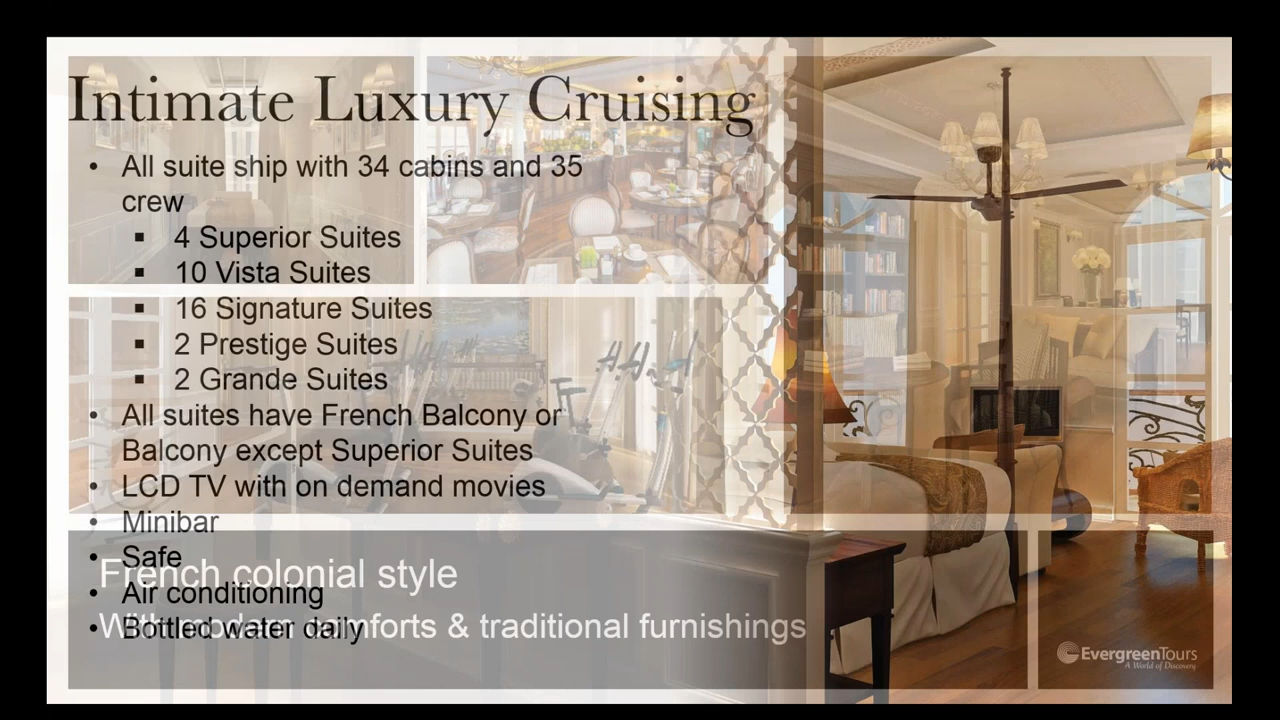 Intimate Luxury Cruising
• All suite ship with 34 cabins and 35
crew
▪ 4 Superior Suites
▪ 10 Vista Suites
▪ 16 Signature Suites
▪ 2 Prestige Suites
▪ 2 Grande Suites
• All suites have French Balcony or
Balcony except Superior Suites
• LCD TV with on demand movies
• Minibar
• Safe
French colonial style
• Air conditioning
• Bottled water daily
With modern comforts & traditional furnishings
EvergreenTours
A World of Discovery